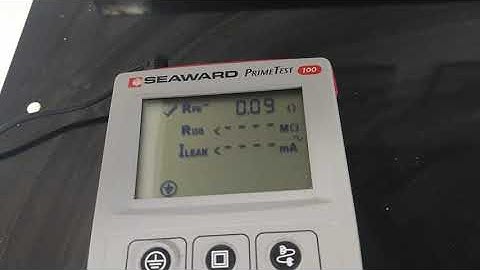 SEAWARD PRIMETEST 100
RPE 0.09 Ω
RISO <---- MΩ
ILEAK <---- mA